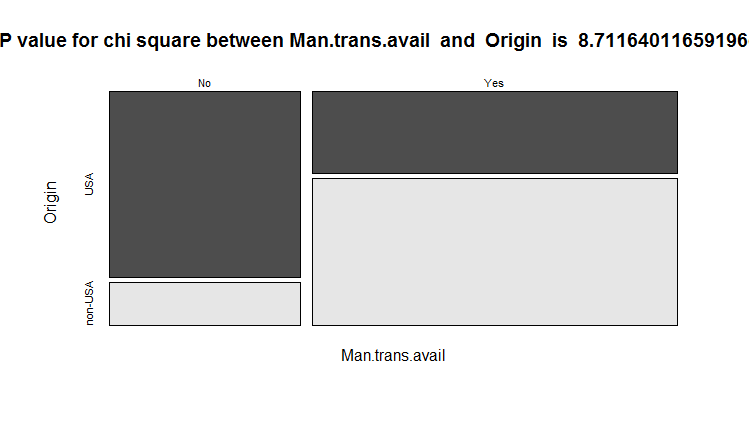 P value for chi square between Man.trans.avail and Origin is 8.71164011659196
No
Yes
Origin
USA
non-USA
Man.trans.avail